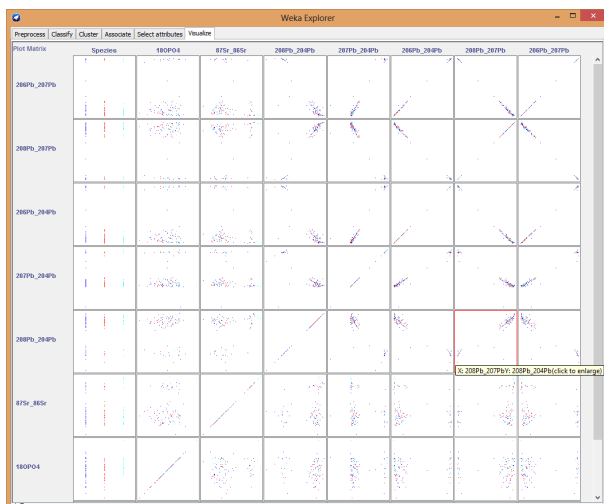 Weka Explorer
Preprocess Classify Cluster Associate Select attributes Visualize
Plot Matrix Spezies 18OPO4 87Sr_86Sr 208Pb_204Pb 207Pb_204Pb 206Pb_204Pb 208Pb_207Pb 206Pb_207Pb
206Pb_207Pb
208Pb_207Pb
206Pb_204Pb
207Pb_204Pb
208Pb_204Pb
X: 208Pb_207PbY: 208Pb_204Pb(click to enlarge)
87Sr_86Sr
18OPO4